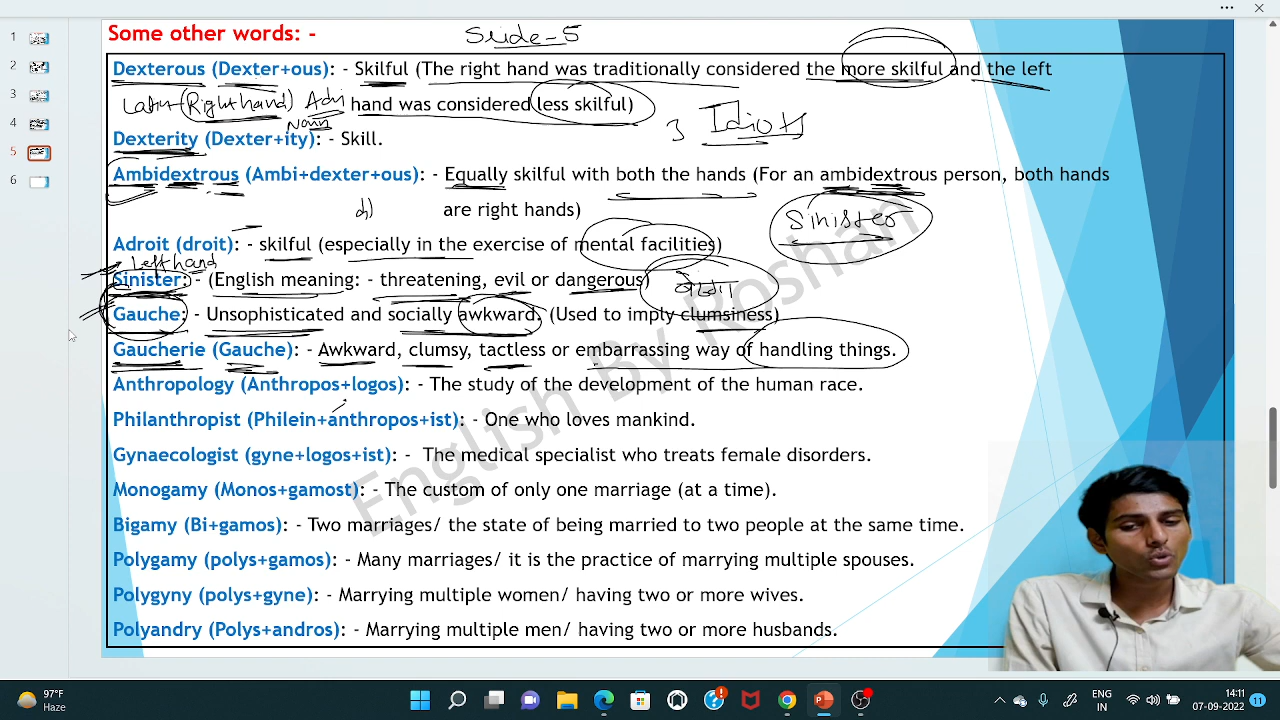 Some other words: -
Slide-5
Dexterous (Dexter+ous): - Skilful (The right hand was traditionally considered the more skilful and the left
Latin (Right hand) Adj hand was considered less skilful)
Noun
3 Idiots
Dexterity (Dexter+ity): - Skill.
Ambidextrous (Ambi+dexter+ous): - Equally skilful with both the hands (For an ambidextrous person, both hands
are right hands)
Sinister
Adroit (droit): - skilful (especially in the exercise of mental facilities)
Left hand
Sinister: - (English meaning: - threatening, evil or dangerous)
Gauche: - Unsophisticated and socially awkward. (Used to imply clumsiness)
Gaucherie (Gauche): - Awkward, clumsy, tactless or embarrassing way of handling things.
Anthropology (Anthropos+logos): - The study of the development of the human race.
Philanthropist (Philein+anthropos+ist): - One who loves mankind.
Gynaecologist (gyne+logos+ist): - The medical specialist who treats female disorders.
Monogamy (Monos+gamost): - The custom of only one marriage (at a time).
Bigamy (Bi+gamos): - Two marriages/ the state of being married to two people at the same time.
Polygamy (polys+gamos): - Many marriages/ it is the practice of marrying multiple spouses.
Polygyny (polys+gyne): - Marrying multiple women/ having two or more wives.
Polyandry (Polys+andros): - Marrying multiple men/ having two or more husbands.
English By Roshan
1
2
3
4
5
6
97°F
Haze
ENG
IN
14:11
07-09-2022
11